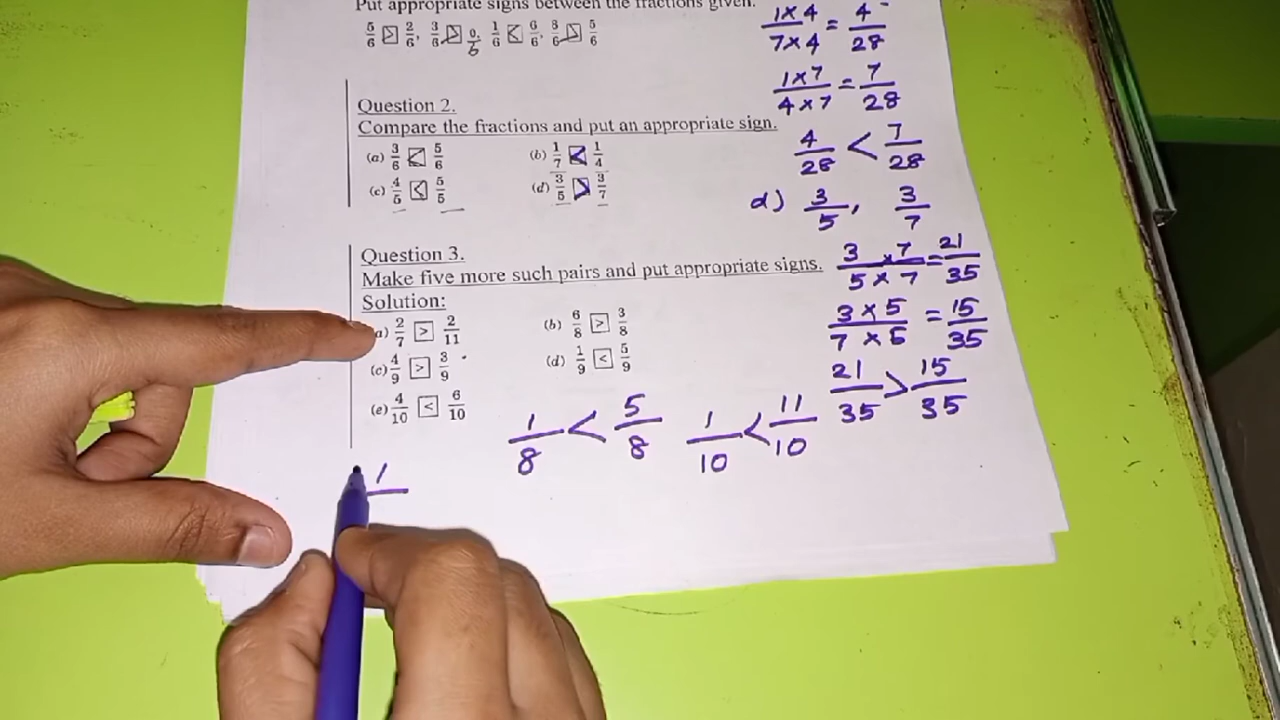 Put appropriate signs between the fractions given.
5/6 > 2/6, 3/6 > 0/6 1/6 < 6/6, 8/6 > 5/6
Question 2.
Compare the fractions and put an appropriate sign.
(a) 3/6 < 5/6 (b) 1/7 < 1/4
(c) 4/5 < 5/5 (d) 3/5 > 3/7
Question 3.
Make five more such pairs and put appropriate signs.
Solution:
a) 2/7 > 2/11 (b) 6/8 > 3/8
(c) 4/9 > 3/9 (d) 1/9 < 5/9
(e) 4/10 < 6/10
1/8 < 5/8 1/10 < 11/10
1
1×4/7×4 = 4/28
1×7/4×7 = 7/28
4/28 < 7/28
d) 3/5, 3/7
3×7/5×7 = 21/35
3×5/7×5 = 15/35
21/35 > 15/35